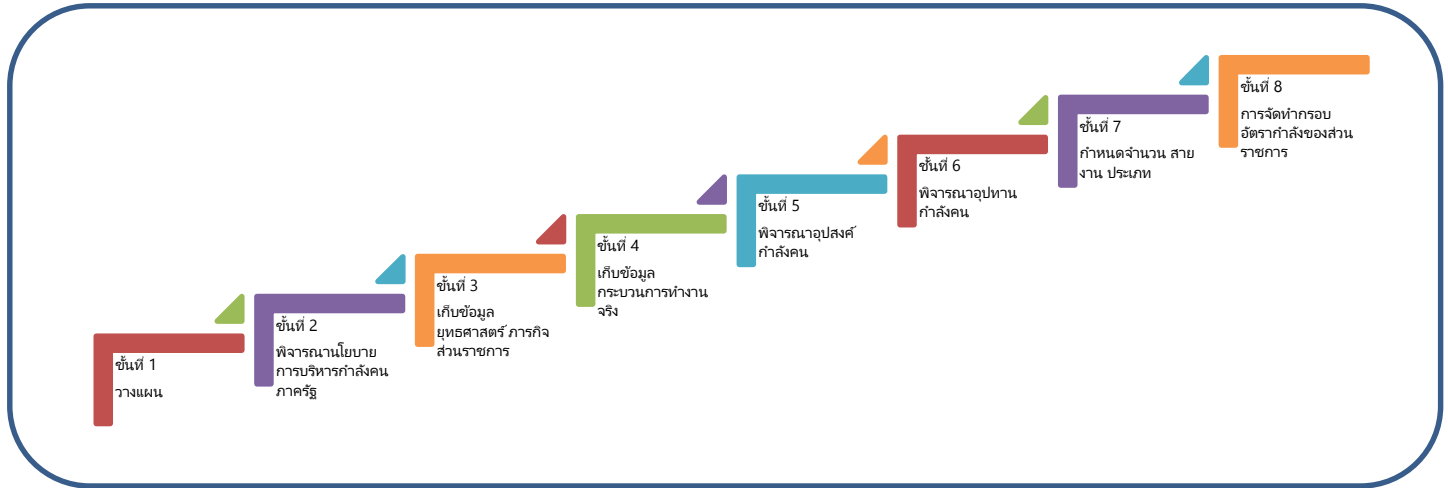 ขั้นที่ 1
วางแผน
ขั้นที่ 2
พิจารณานโยบาย
การบริหารกำลังคน
ภาครัฐ
ขั้นที่ 3
เก็บข้อมูล
ยุทธศาสตร์ ภารกิจ
ส่วนราชการ
ขั้นที่ 4
เก็บข้อมูล
กระบวนการทำงาน
จริง
ขั้นที่ 5
พิจารณาอุปสงค์
กำลังคน
ขั้นที่ 6
พิจารณาอุปทาน
กำลังคน
ขั้นที่ 7
กำหนดจำนวน สาย
งาน ประเภท
ขั้นที่ 8
การจัดทำกรอบ
อัตรากำลังของส่วน
ราชการ